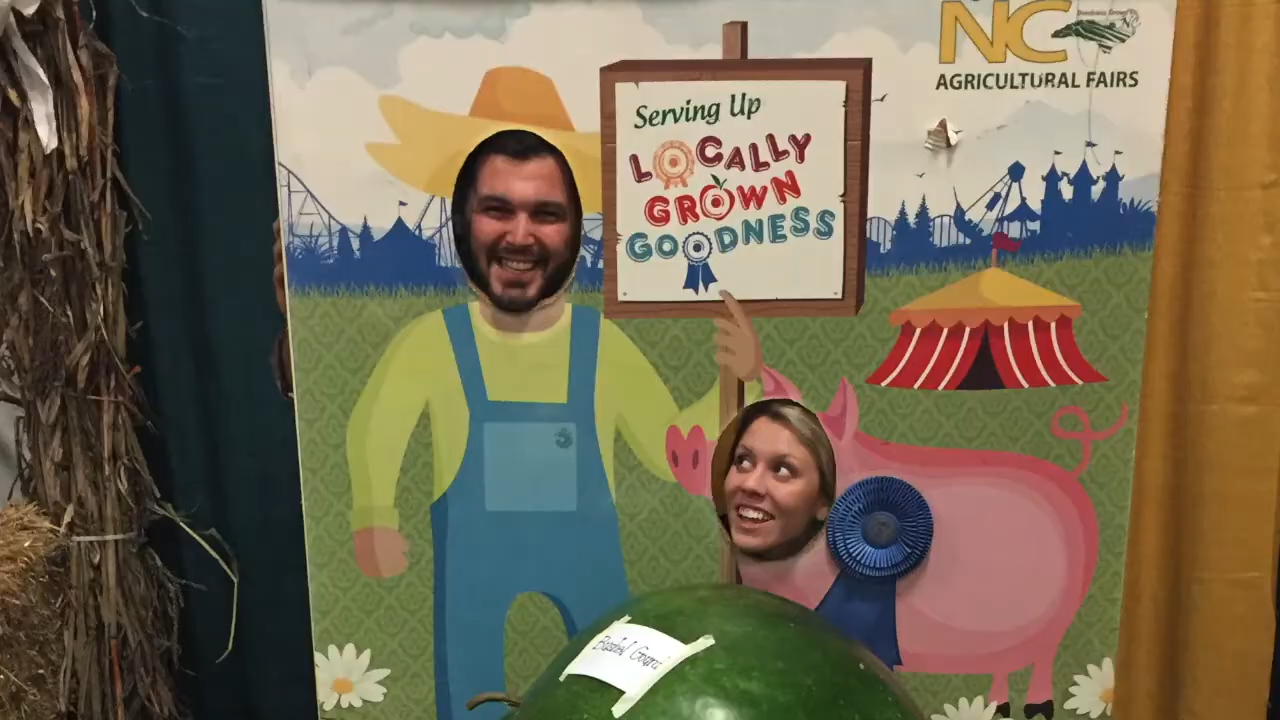 NC
AGRICULTURAL FAIRS
Serving Up
LOCALLY
GROWN
GOODNESS
Bushel Gourd